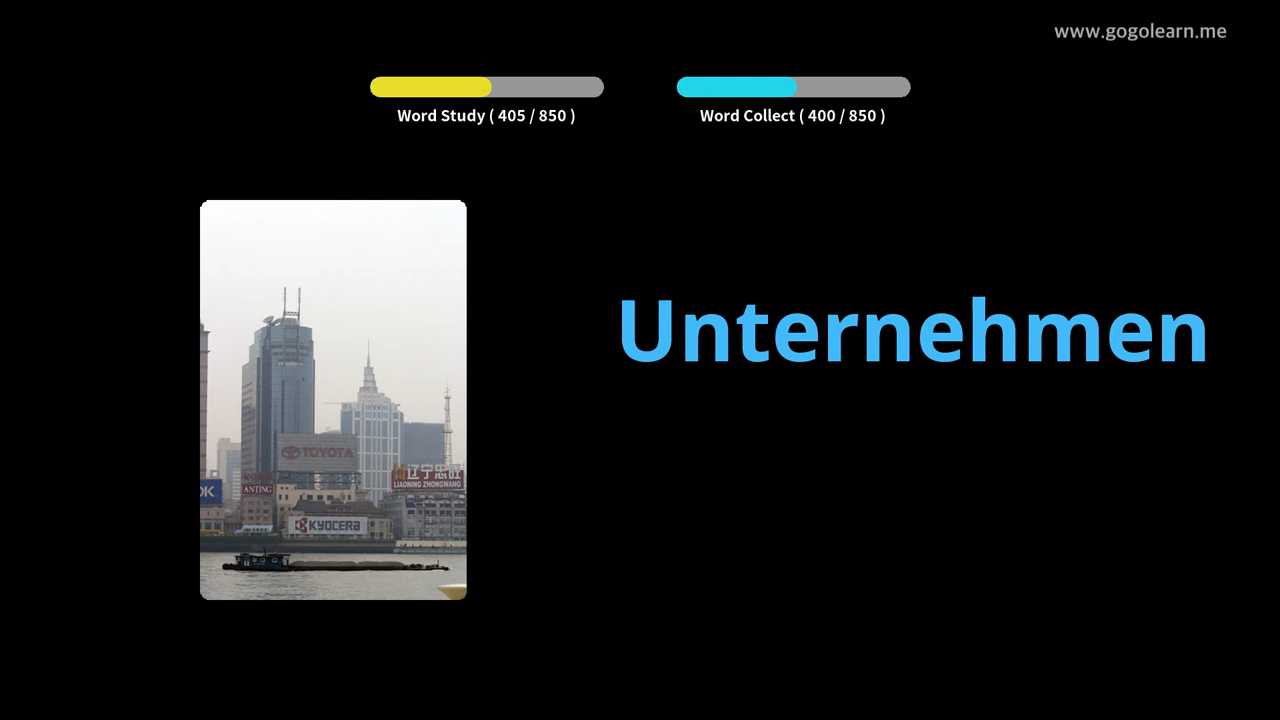 www.gogolearn.me
Word Study ( 405 / 850 )
Word Collect ( 400 / 850 )
Unternehmen
TOYOTA
辽宁忠旺
LIAONING ZHONGWANG
ANTING
OK
KYOCERA